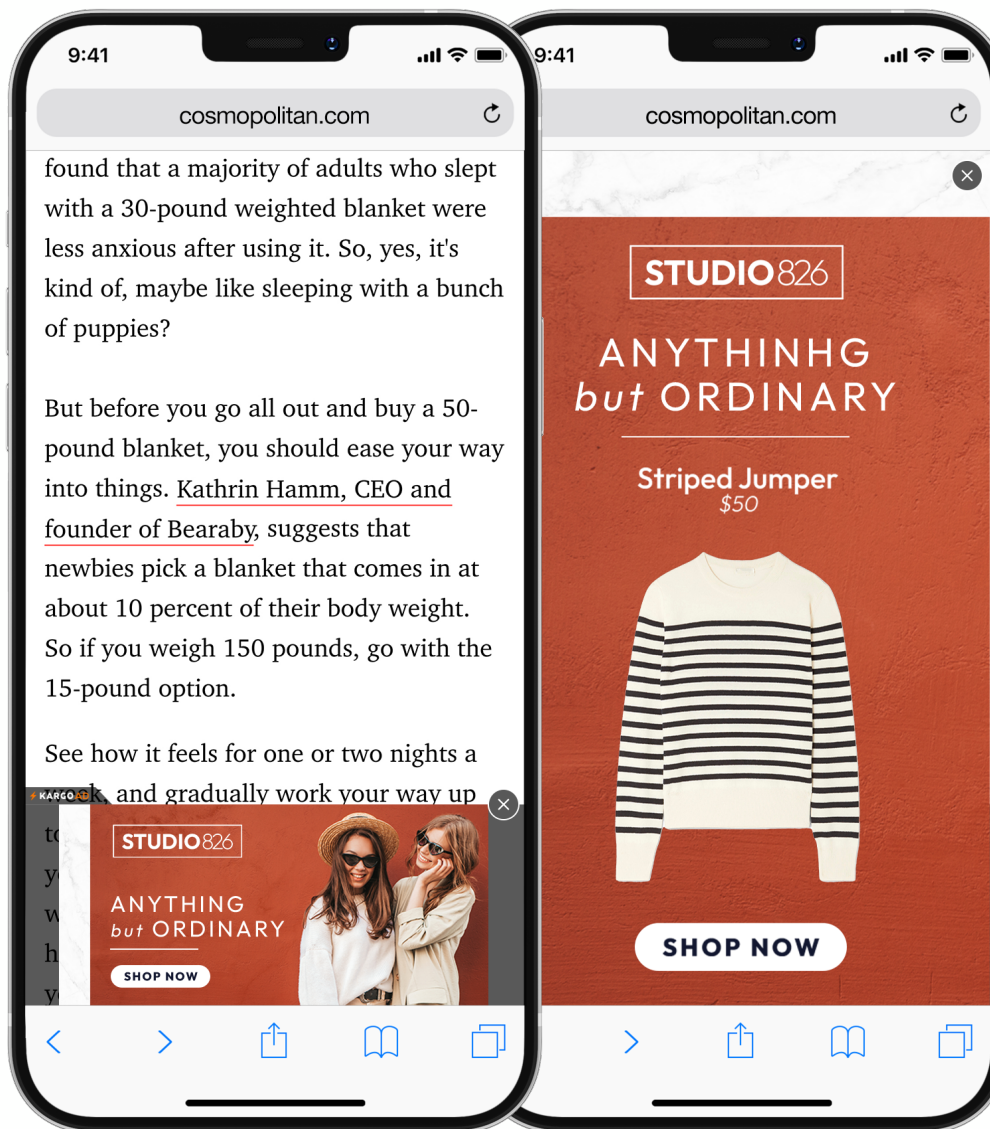 9:41
cosmopolitan.com
found that a majority of adults who slept
with a 30-pound weighted blanket were
less anxious after using it. So, yes, it's
kind of, maybe like sleeping with a bunch
of puppies?
But before you go all out and buy a 50-
pound blanket, you should ease your way
into things. Kathrin Hamm, CEO and
founder of Bearaby, suggests that
newbies pick a blanket that comes in at
about 10 percent of their body weight.
So if you weigh 150 pounds, go with the
15-pound option.
See how it feels for one or two nights a
week, and gradually work your way up
KARGO AD
STUDIO826
ANYTHING
but ORDINARY
SHOP NOW
9:41
cosmopolitan.com
STUDIO826
ANYTHINHG
but ORDINARY
Striped Jumper
$50
SHOP NOW